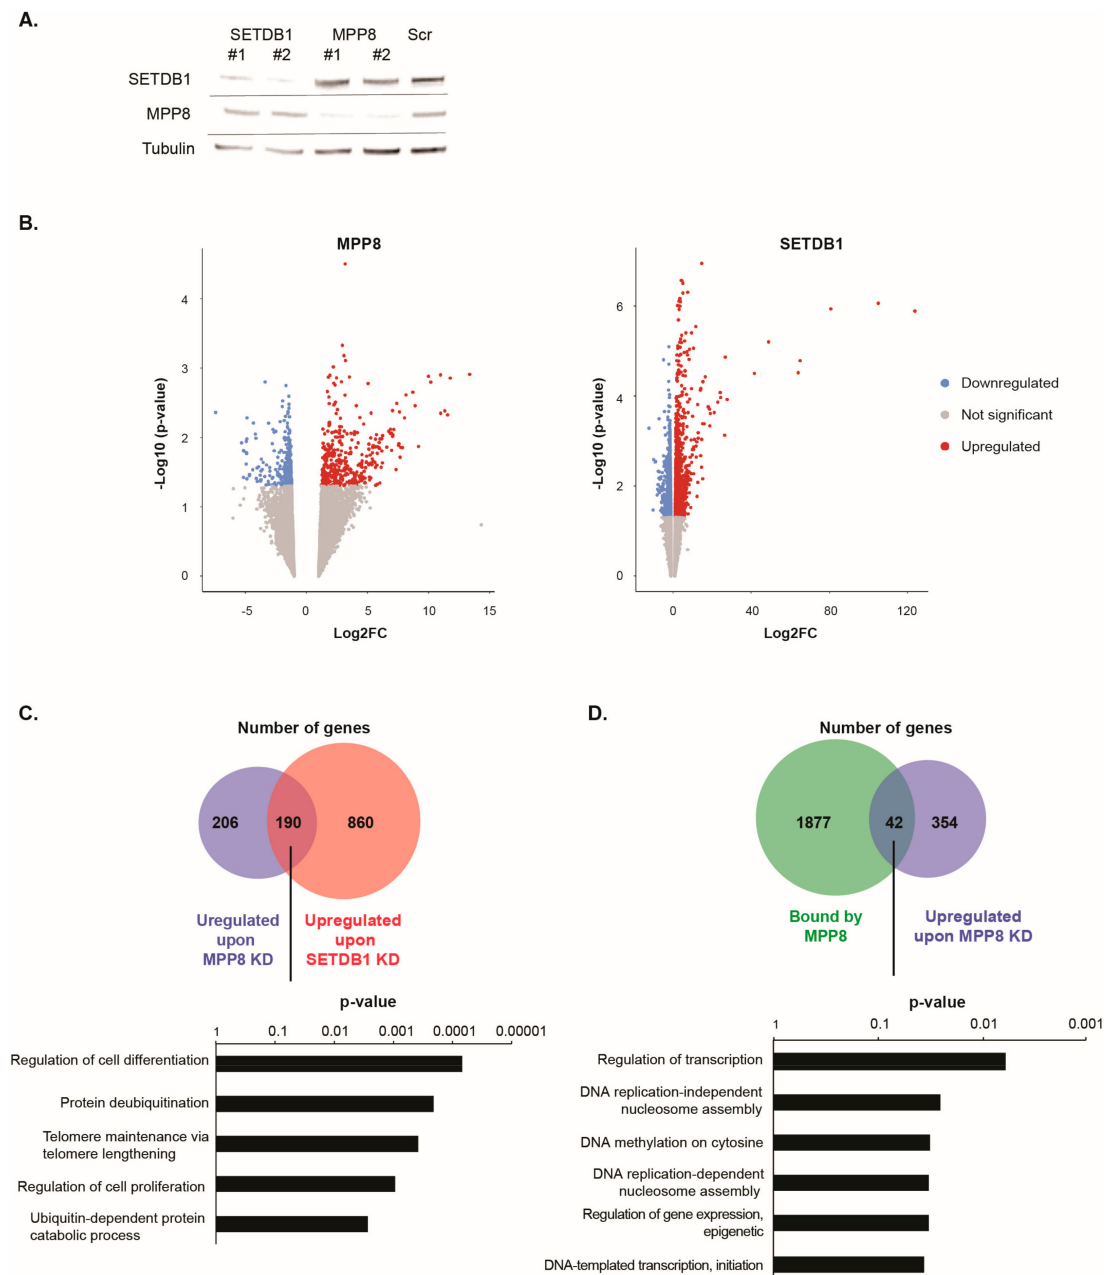 A.
SETDB1 MPP8 Scr
#1 #2 #1 #2
SETDB1
MPP8
Tubulin
B.
MPP8
-Log10 (p-value)
4
3
2
1
0
-5 0 5 10 15
Log2FC
SETDB1
-Log10 (p-value)
6
4
2
0
0 40 80 120
Log2FC
Downregulated
Not significant
Upregulated
C.
Number of genes
206 190 860
Uregulated
upon
MPP8 KD
Upregulated
upon
SETDB1 KD
p-value
1 0.1 0.01 0.001 0.0001 0.00001
Regulation of cell differentiation
Protein deubiquitination
Telomere maintenance via
telomere lengthening
Regulation of cell proliferation
Ubiquitin-dependent protein
catabolic process
D.
Number of genes
1877 42 354
Bound by
MPP8
Upregulated
upon MPP8 KD
p-value
1 0.1 0.01 0.001
Regulation of transcription
DNA replication-independent
nucleosome assembly
DNA methylation on cytosine
DNA replication-dependent
nucleosome assembly
Regulation of gene expression,
epigenetic
DNA-templated transcription, initiation